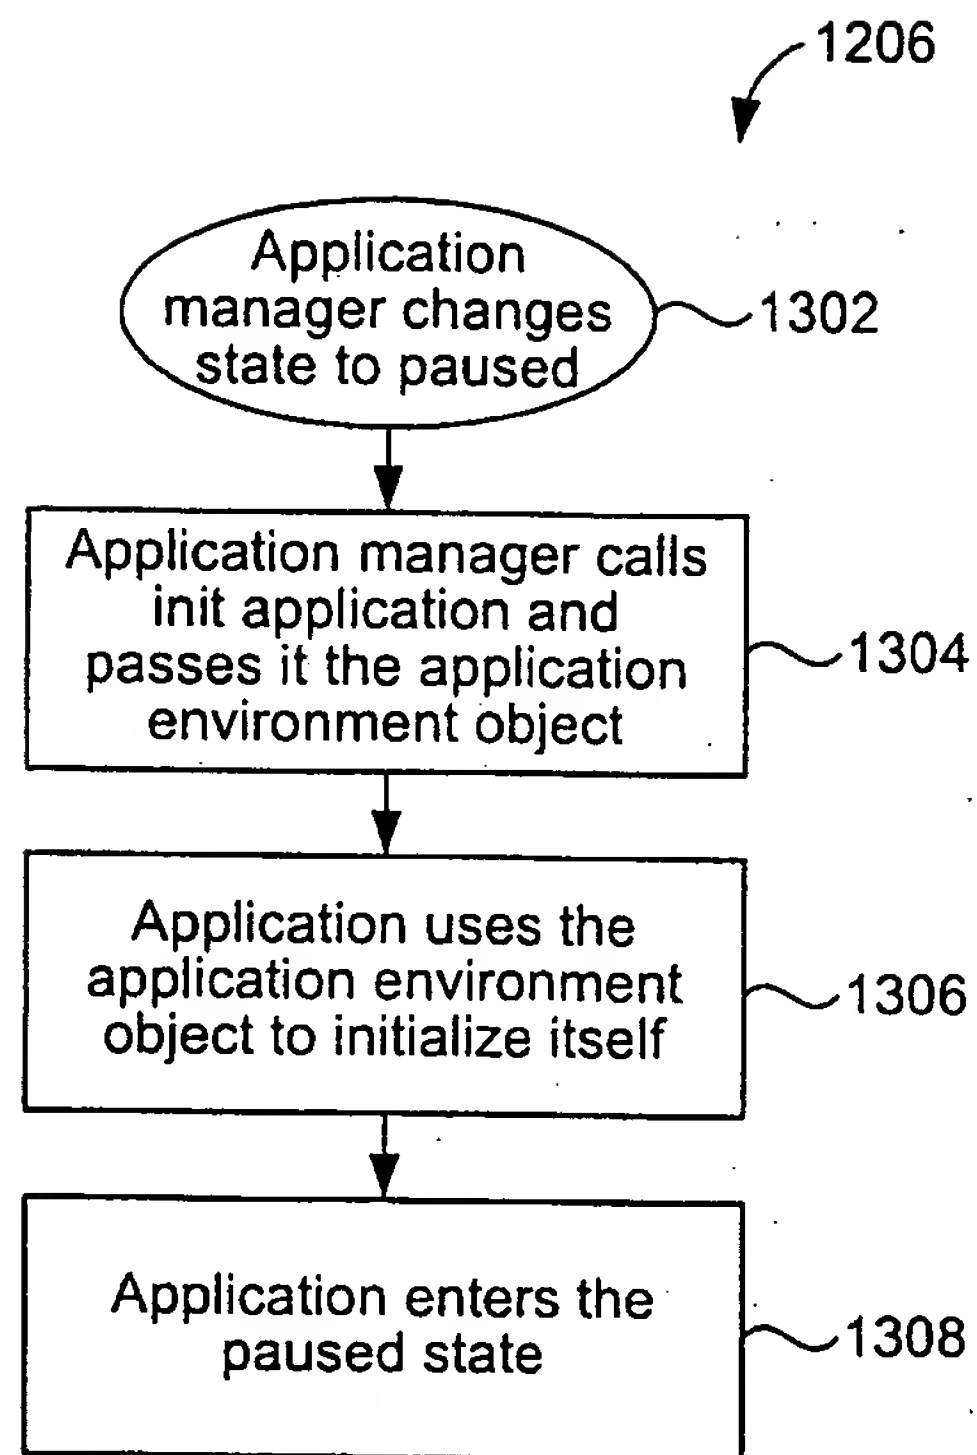 1206
Application
manager changes
state to paused
1302
Application manager calls
init application and
passes it the application
environment object
1304
Application uses the
application environment
object to initialize itself
1306
Application enters the
paused state
1308